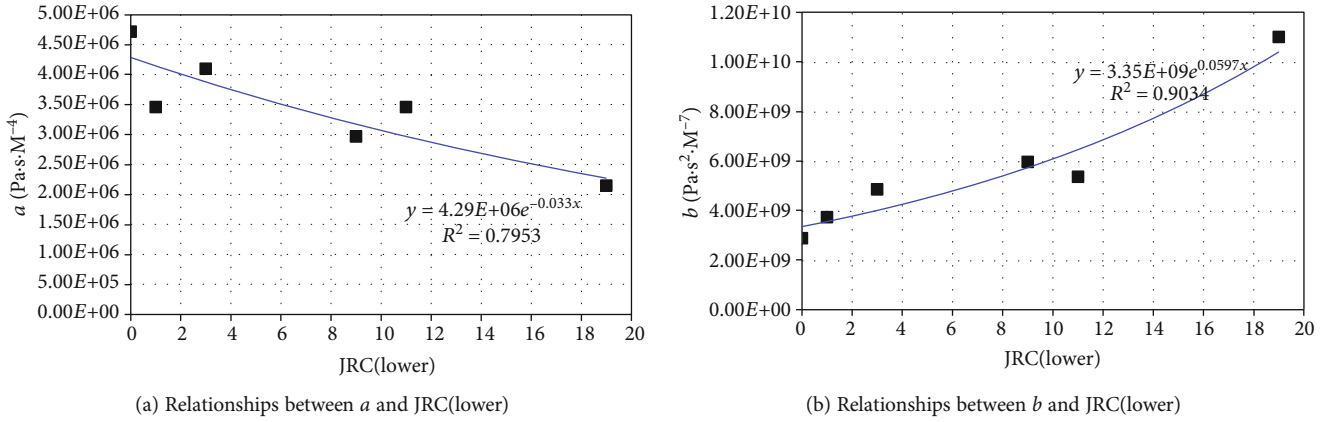 5.00E+06
4.50E+06
4.00E+06
3.50E+06
3.00E+06
2.50E+06
2.00E+06
1.50E+06
1.00E+06
5.00E+05
0.00E+00
a (Pa·s·M⁻⁴)
y = 4.29E+06e^−0.033x
R² = 0.7953
0 2 4 6 8 10 12 14 16 18 20
JRC(lower)
(a) Relationships between a and JRC(lower)
1.20E+10
1.00E+10
8.00E+09
6.00E+09
4.00E+09
2.00E+09
0.00E+00
b (Pa·s²·M⁻⁷)
y = 3.35E+09e^0.0597x
R² = 0.9034
0 2 4 6 8 10 12 14 16 18 20
JRC(lower)
(b) Relationships between b and JRC(lower)